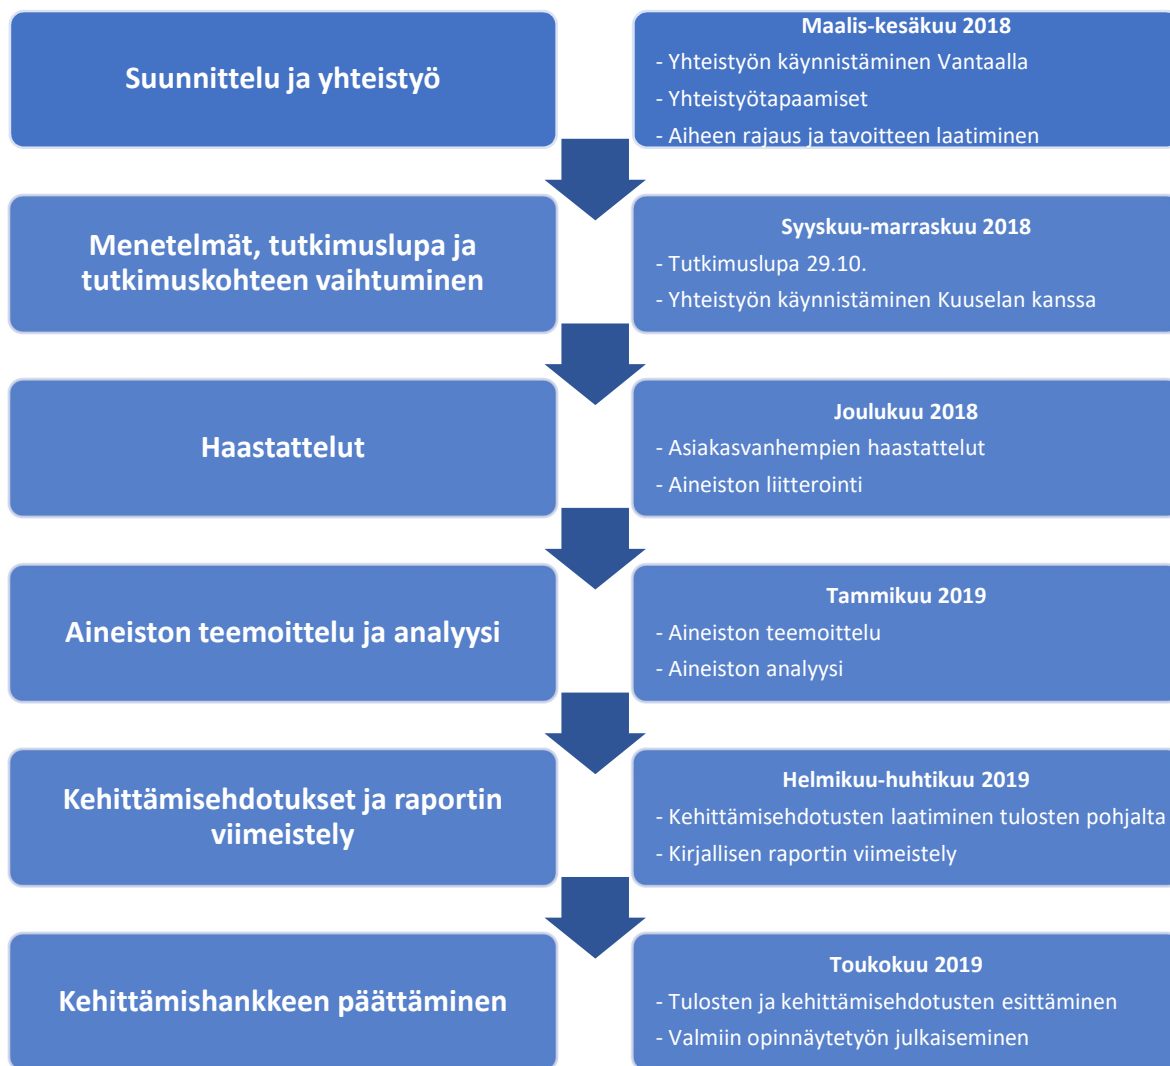 Suunnittelu ja yhteistyö
Maalis-kesäkuu 2018
- Yhteistyön käynnistäminen Vantaalla
- Yhteistyötapaamiset
- Aiheen rajaus ja tavoitteen laatiminen
Menetelmät, tutkimuslupa ja
tutkimuskohteen vaihtuminen
Syyskuu-marraskuu 2018
- Tutkimuslupa 29.10.
- Yhteistyön käynnistäminen Kuuselan kanssa
Haastattelut
Joulukuu 2018
- Asiakasvanhempien haastattelut
- Aineiston litterointi
Aineiston teemoittelu ja analyysi
Tammikuu 2019
- Aineiston teemoittelu
- Aineiston analyysi
Kehittämisehdotukset ja raportin
viimeistely
Helmikuu-huhtikuu 2019
- Kehittämisehdotusten laatiminen tulosten pohjalta
- Kirjallisen raportin viimeistely
Kehittämishankkeen päättäminen
Toukokuu 2019
- Tulosten ja kehittämisehdotusten esittäminen
- Valmiin opinnäytetyön julkaiseminen